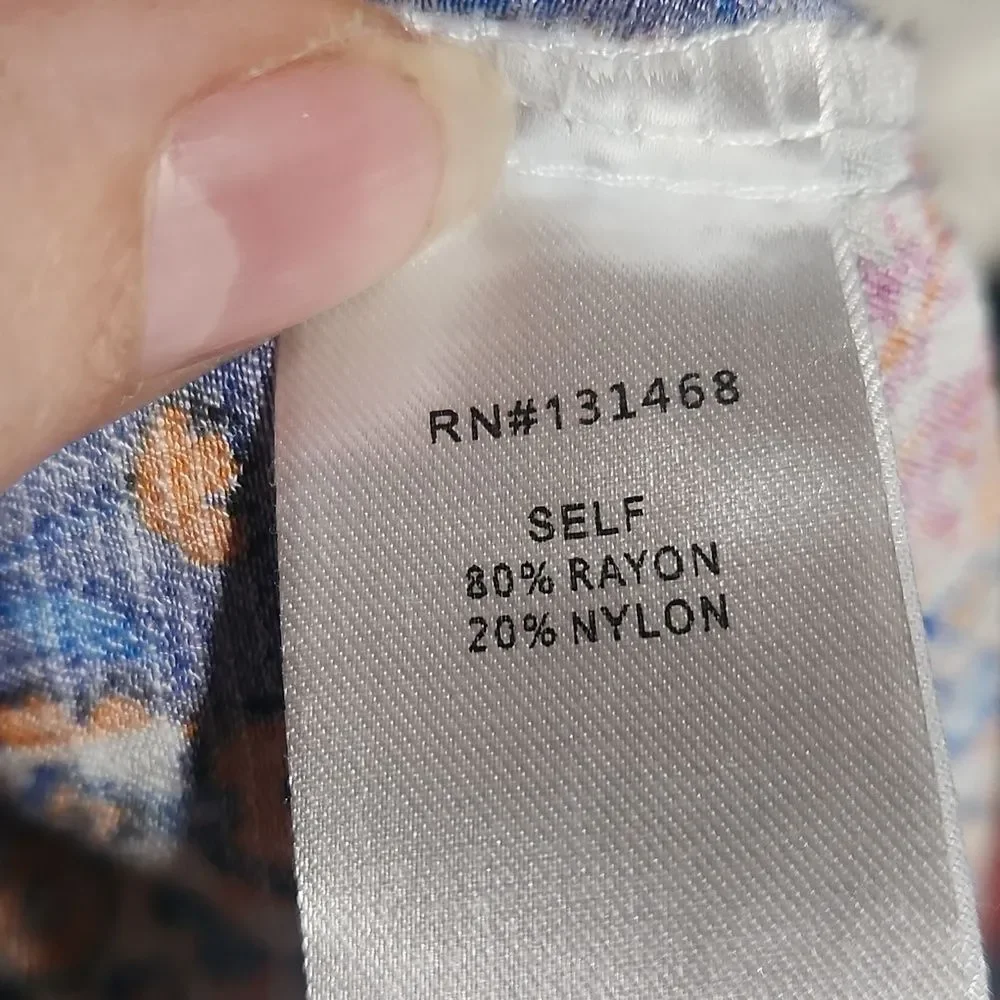 RN#131468
SELF
80% RAYON
20% NYLON